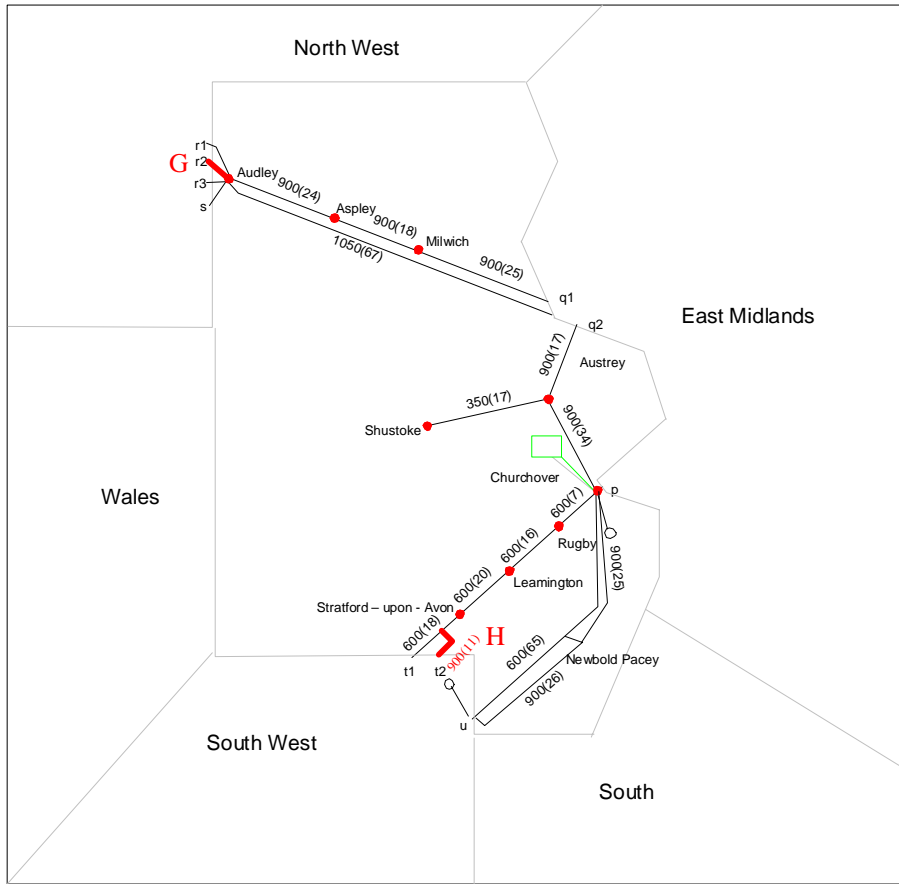 North West
r1
G
r2
Audley
r3
900(24)
s
Aspley
900(18)
Milwich
1050(67)
900(25)
q1
q2
East Midlands
900(17)
Austrey
350(17)
900(34)
Shustoke
Churchover
Wales
p
600(7)
Rugby
900(25)
600(16)
Leamington
600(20)
Stratford – upon - Avon
600(18)
H
900(11)
t1
t2
600(65)
Newbold Pacey
900(26)
u
South West
South